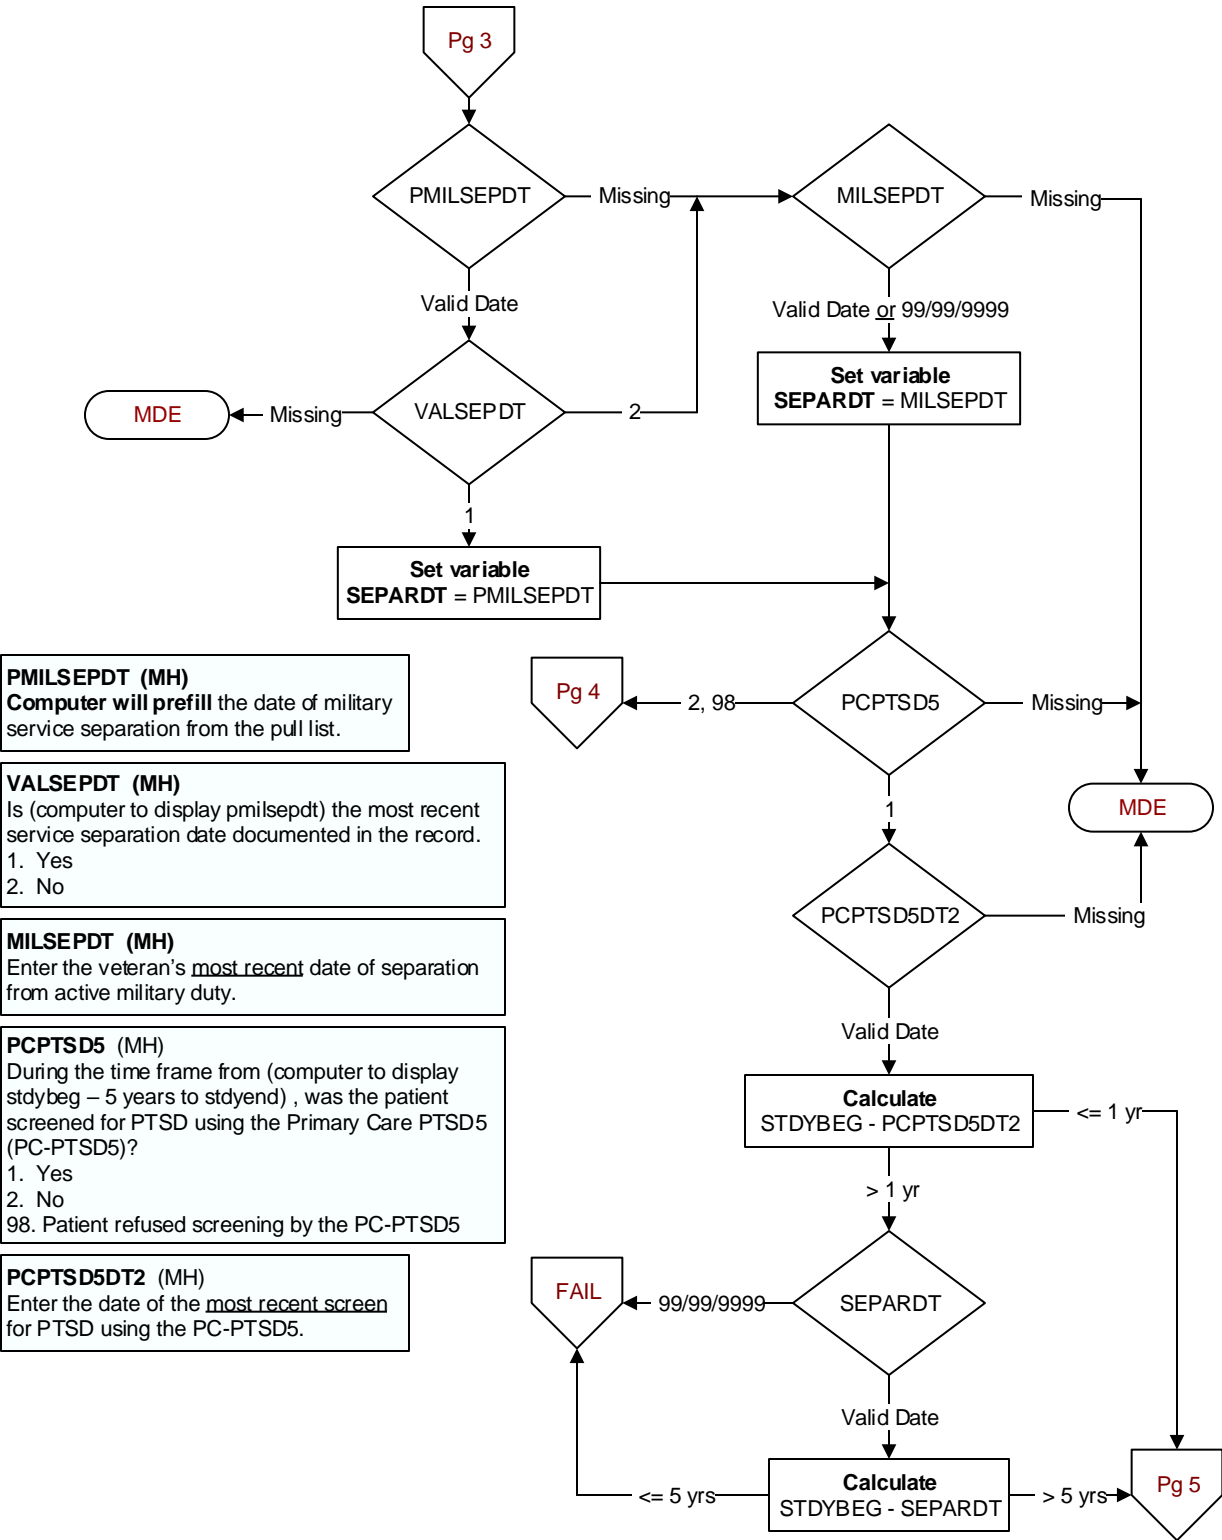 Pg 3
PMILSEPDT
Missing
MILSEPDT
Missing
Valid Date
Valid Date or 99/99/9999
Set variable
SEPARDT = MILSEPDT
MDE
Missing
VALSEPDT
2
1
Set variable
SEPARDT = PMILSEPDT
Pg 4
2, 98
PCPTSD5
Missing
1
MDE
PCPTSD5DT2
Missing
Valid Date
Calculate
STDYBEG - PCPTSD5DT2
<= 1 yr
> 1 yr
FAIL
99/99/9999
SEPARDT
Valid Date
<= 5 yrs
Calculate
STDYBEG - SEPARDT
> 5 yrs
Pg 5
PMILSEPDT (MH)
Computer will prefill the date of military
service separation from the pull list.
VALSEPDT (MH)
Is (computer to display pmilsepdt) the most recent
service separation date documented in the record.
1. Yes
2. No
MILSEPDT (MH)
Enter the veteran's most recent date of separation
from active military duty.
PCPTSD5 (MH)
During the time frame from (computer to display
stdybeg – 5 years to stdyend) , was the patient
screened for PTSD using the Primary Care PTSD5
(PC-PTSD5)?
1. Yes
2. No
98. Patient refused screening by the PC-PTSD5
PCPTSD5DT2 (MH)
Enter the date of the most recent screen
for PTSD using the PC-PTSD5.